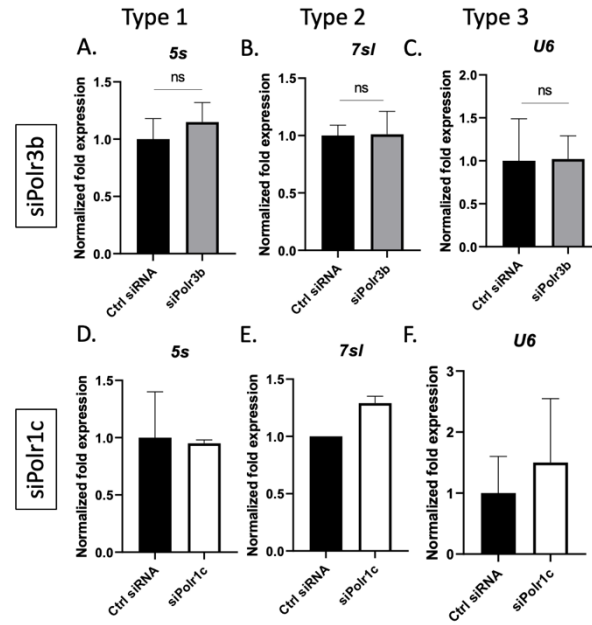 Type 1 Type 2 Type 3
siPolr3b
A. 5s
ns
Normalized fold expression
1.5
1.0
0.5
0.0
Ctrl siRNA
siPolr3b
B. 7sl
ns
Normalized fold expression
1.5
1.0
0.5
0.0
Ctrl siRNA
siPolr3b
C. U6
ns
Normalized fold expression
2.0
1.5
1.0
0.5
0.0
Ctrl siRNA
siPolr3b
siPolr1c
D. 5s
Normalized fold expression
1.5
1.0
0.5
0.0
Ctrl siRNA
siPolr1c
E. 7sl
Normalized fold expression
1.5
1.0
0.5
0.0
Ctrl siRNA
siPolr1c
F. U6
Normalized fold expression
3
2
1
0
Ctrl siRNA
siPolr1c